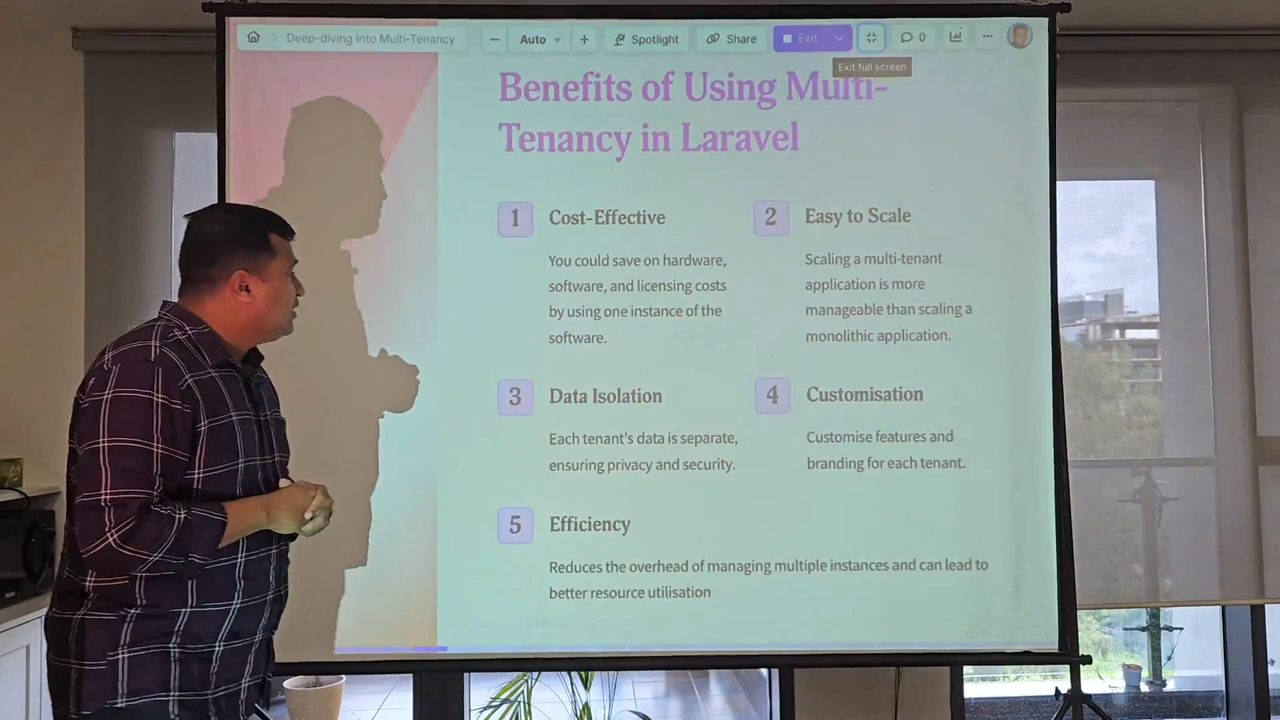 Deep-diving Into Multi-Tenancy
Auto
Spotlight
Share
Exit
0
Exit full screen
Benefits of Using Multi-
Tenancy in Laravel
1
Cost-Effective
You could save on hardware,
software, and licensing costs
by using one instance of the
software.
2
Easy to Scale
Scaling a multi-tenant
application is more
manageable than scaling a
monolithic application.
3
Data Isolation
Each tenant's data is separate,
ensuring privacy and security.
4
Customisation
Customise features and
branding for each tenant.
5
Efficiency
Reduces the overhead of managing multiple instances and can lead to
better resource utilisation